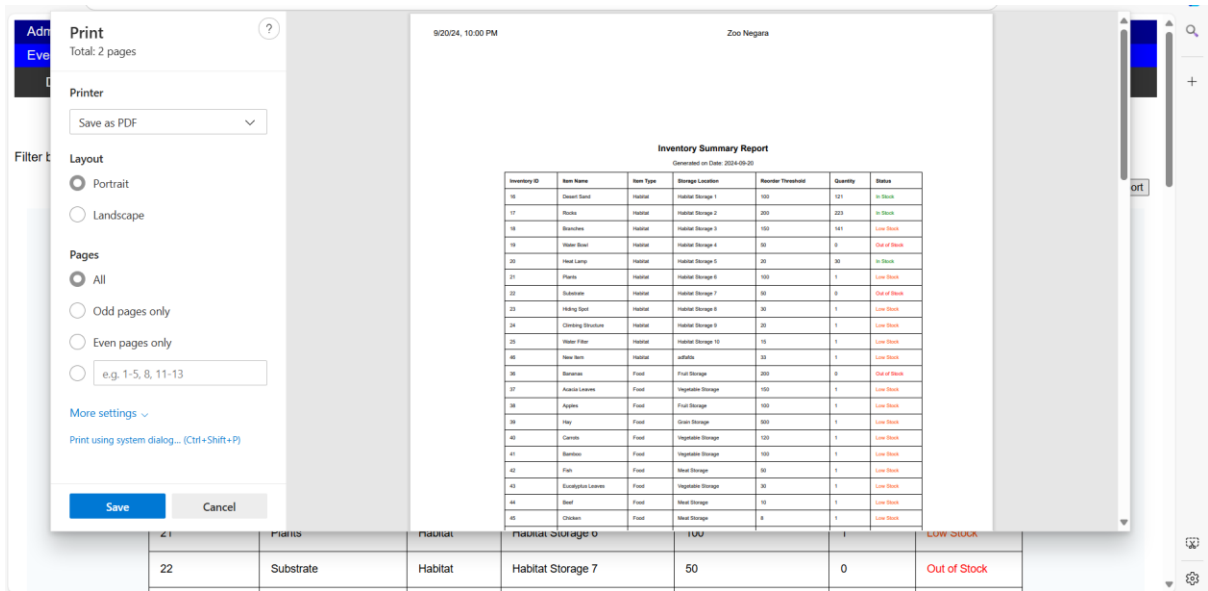 Adm
Eve
D
Filter b
ort
Print
Total: 2 pages
?
Printer
Save as PDF
Layout
Portrait
Landscape
Pages
All
Odd pages only
Even pages only
e.g. 1-5, 8, 11-13
More settings
Print using system dialog... (Ctrl+Shift+P)
Save Cancel
9/20/24, 10:00 PM Zoo Negara
Inventory Summary Report
Generated on Date: 2024-09-20
Inventory ID Item Name Item Type Storage Location Reorder Threshold Quantity Status
16 Desert Sand Habitat Habitat Storage 1 100 121 In Stock
17 Rocks Habitat Habitat Storage 2 200 223 In Stock
18 Branches Habitat Habitat Storage 3 150 141 Low Stock
19 Water Bowl Habitat Habitat Storage 4 50 0 Out of Stock
20 Heat Lamp Habitat Habitat Storage 5 20 30 In Stock
21 Plants Habitat Habitat Storage 6 100 1 Low Stock
22 Substrate Habitat Habitat Storage 7 50 0 Out of Stock
23 Hiding Spot Habitat Habitat Storage 8 30 1 Low Stock
24 Climbing Structure Habitat Habitat Storage 9 20 1 Low Stock
25 Water Filter Habitat Habitat Storage 10 15 1 Low Stock
46 New Item Habitat 33 1 Low Stock
36 Bananas Food Fruit Storage 200 0 Out of Stock
37 Acacia Leaves Food Vegetable Storage 150 1 Low Stock
38 Apples Food Fruit Storage 100 1 Low Stock
39 Hay Food Grain Storage 500 1 Low Stock
40 Carrots Food Vegetable Storage 120 1 Low Stock
41 Bamboo Food Vegetable Storage 100 1 Low Stock
42 Fish Food Meat Storage 50 1 Low Stock
43 Eucalyptus Leaves Food Vegetable Storage 30 1 Low Stock
44 Beef Food Meat Storage 10 1 Low Stock
45 Chicken Food Meat Storage 8 1 Low Stock
21 Plants Habitat Habitat Storage 6 100 1 Low Stock
22 Substrate Habitat Habitat Storage 7 50 0 Out of Stock